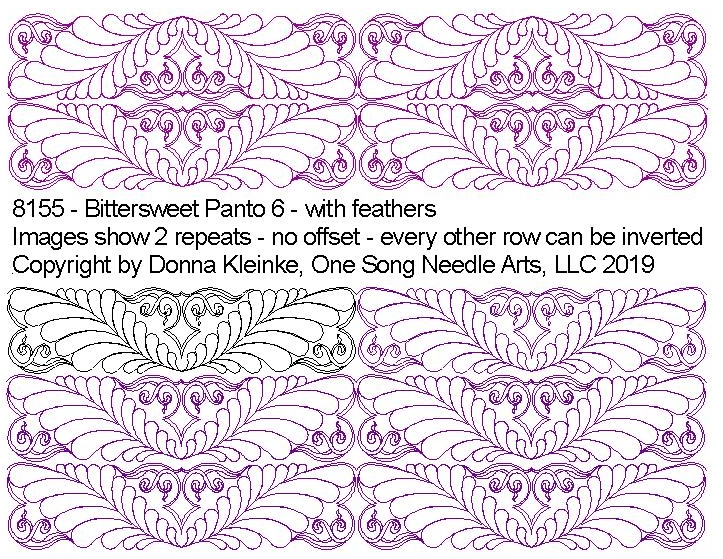 8155 - Bittersweet Panto 6 - with feathers
Images show 2 repeats - no offset - every other row can be inverted
Copyright by Donna Kleinke, One Song Needle Arts, LLC 2019